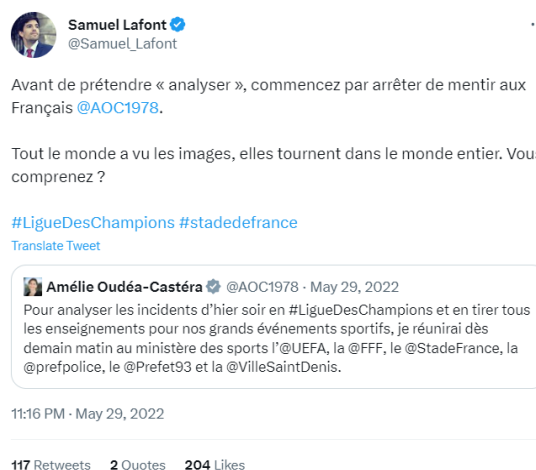 Samuel Lafont
@Samuel_Lafont
Avant de prétendre « analyser », commencez par arrêter de mentir aux
Français @AOC1978.
Tout le monde a vu les images, elles tournent dans le monde entier.
comprenez ?
#LigueDesChampions #stadedefrance
Translate Tweet
Amélie Oudéa-Castéra @AOC1978 · May 29, 2022
Pour analyser les incidents d'hier soir en #LigueDesChampions et en tirer tous
les enseignements pour nos grands événements sportifs, je réunirai dès
demain matin au ministère des sports l'@UEFA, la @FFF, le @StadeFrance, la
@prefpolice, le @Prefet93 et la @VilleSaintDenis.
11:16 PM · May 29, 2022
117 Retweets 2 Quotes 204 Likes